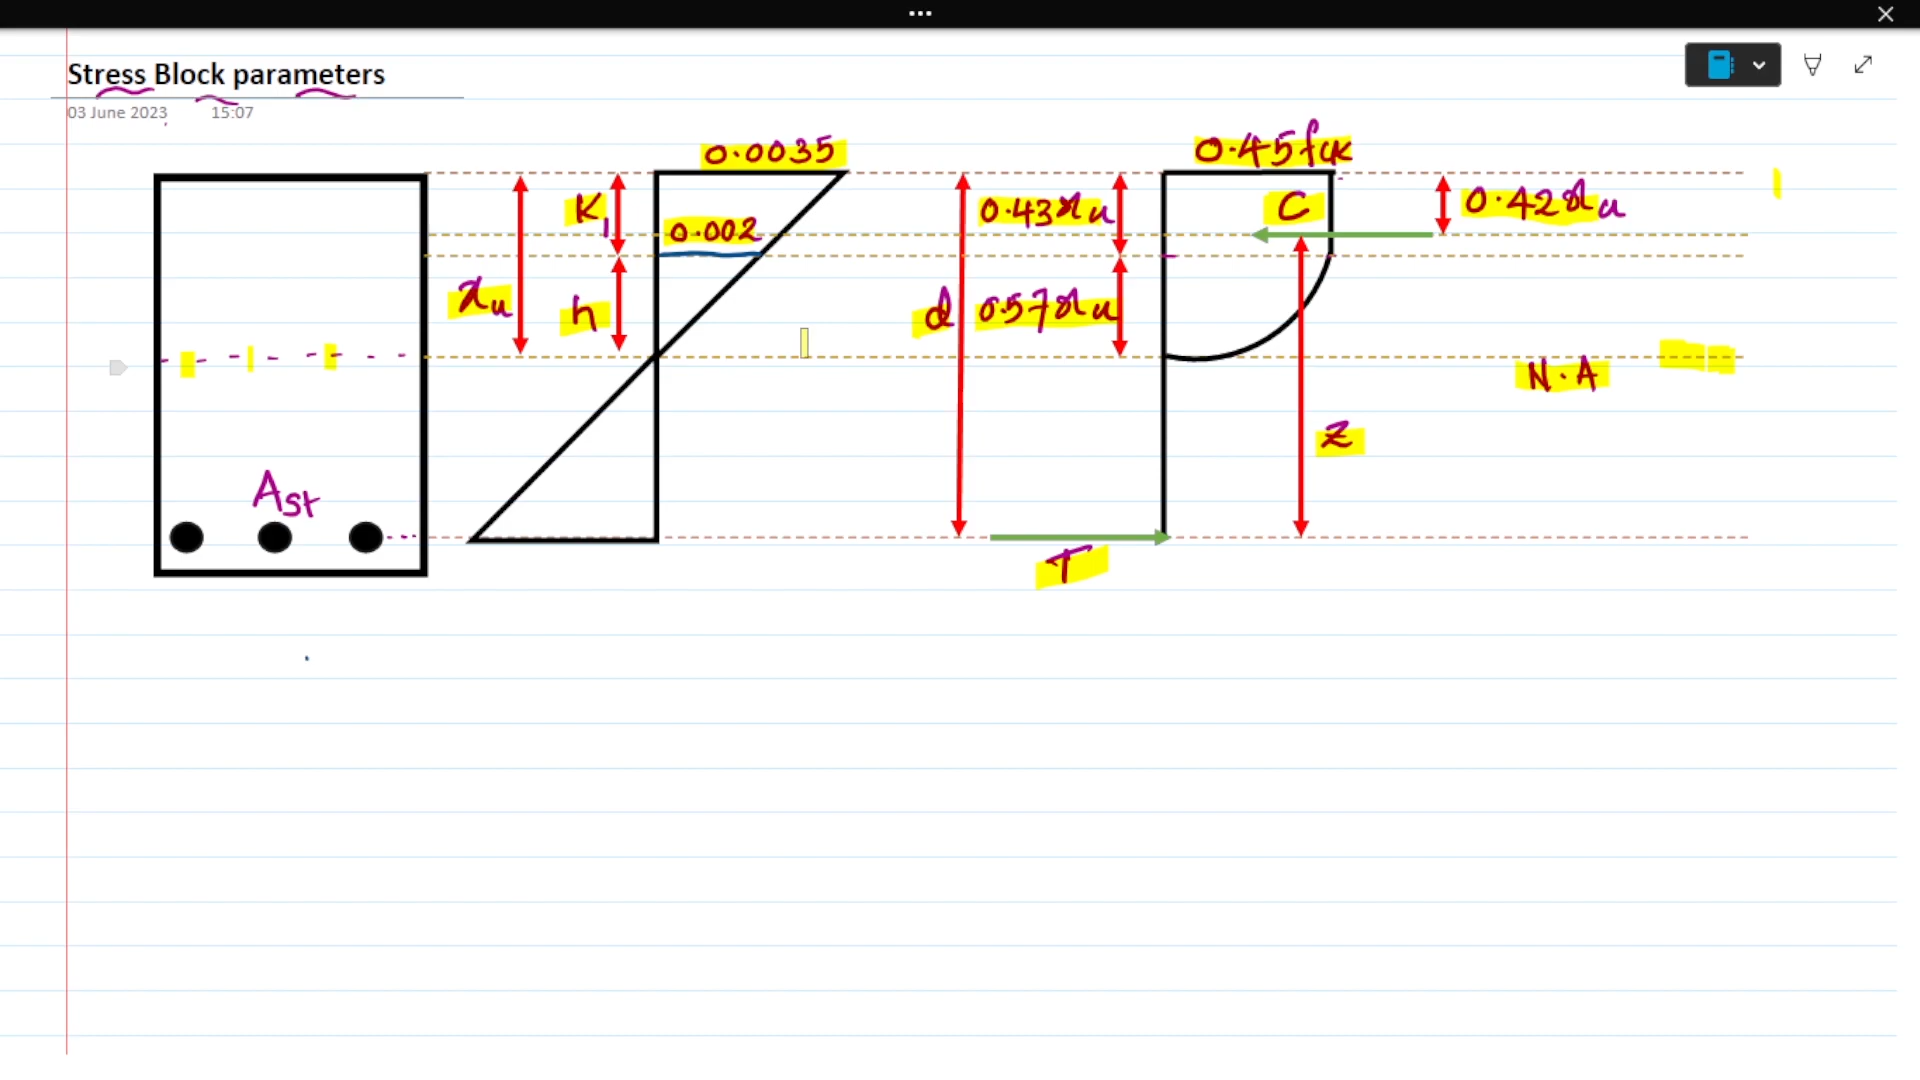 Stress Block parameters
03 June 2023 15:07
0.0035
0.45fck
K1
0.43xu
C
0.42xu
0.002
xu
h
d
0.57xu
N.A
Z
Ast
T